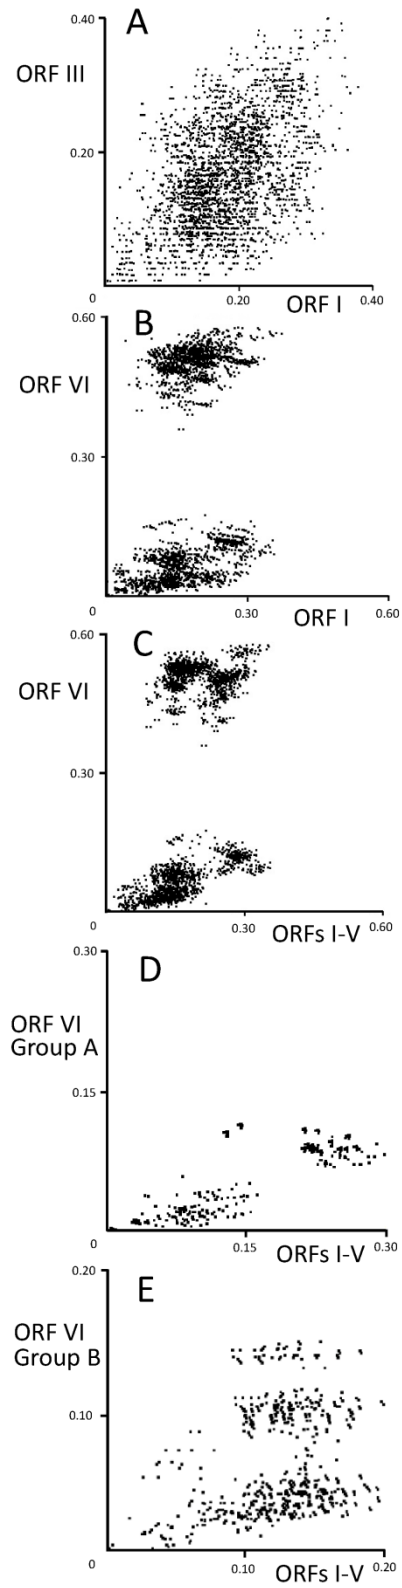 A
0.40
ORF III
0.20
0
0.20
0.40
ORF I
B
0.60
ORF VI
0.30
0
0.30
0.60
ORF I
C
0.60
ORF VI
0.30
0
0.30
0.60
ORFs I-V
D
0.30
ORF VI
Group A
0.15
0
0.15
0.30
ORFs I-V
E
0.20
ORF VI
Group B
0.10
0
0.10
0.20
ORFs I-V